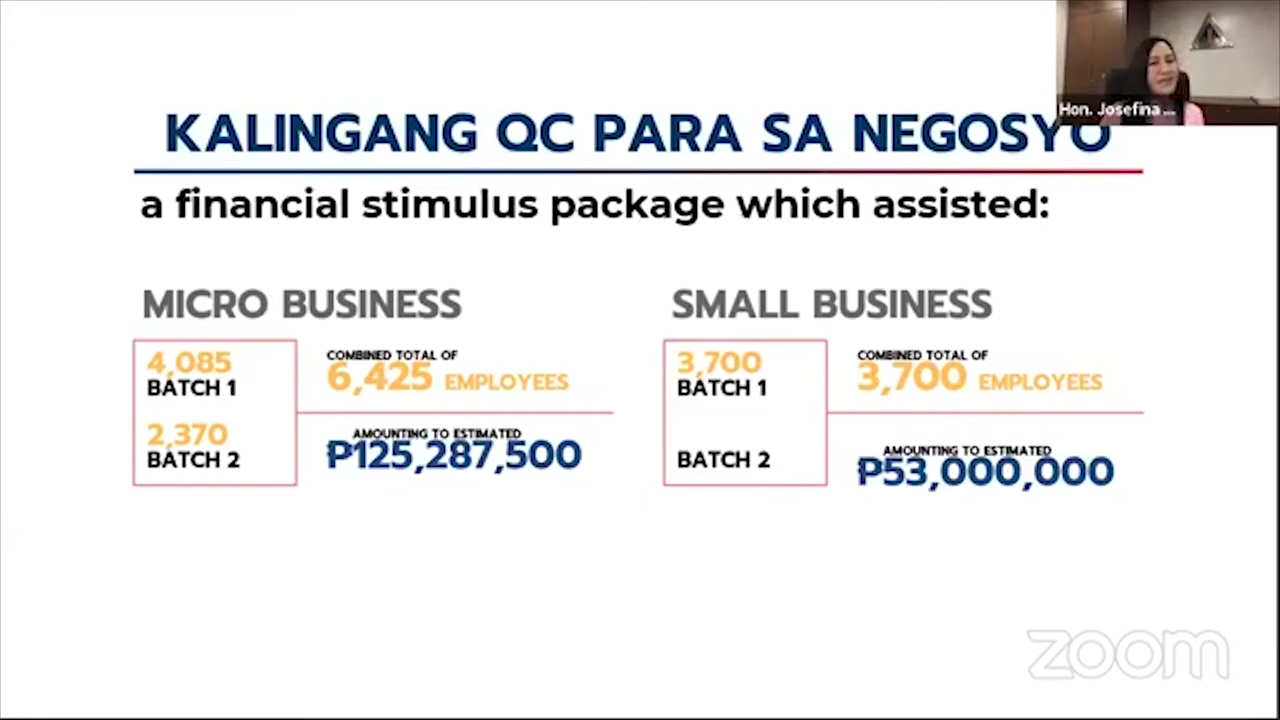 Hon. Josefina ...
KALINGANG QC PARA SA NEGOSYO
a financial stimulus package which assisted:
MICRO BUSINESS
4,085
BATCH 1
2,370
BATCH 2
COMBINED TOTAL OF
6,425 EMPLOYEES
AMOUNTING TO ESTIMATED
₱125,287,500
SMALL BUSINESS
3,700
BATCH 1
BATCH 2
COMBINED TOTAL OF
3,700 EMPLOYEES
AMOUNTING TO ESTIMATED
₱53,000,000
zoom